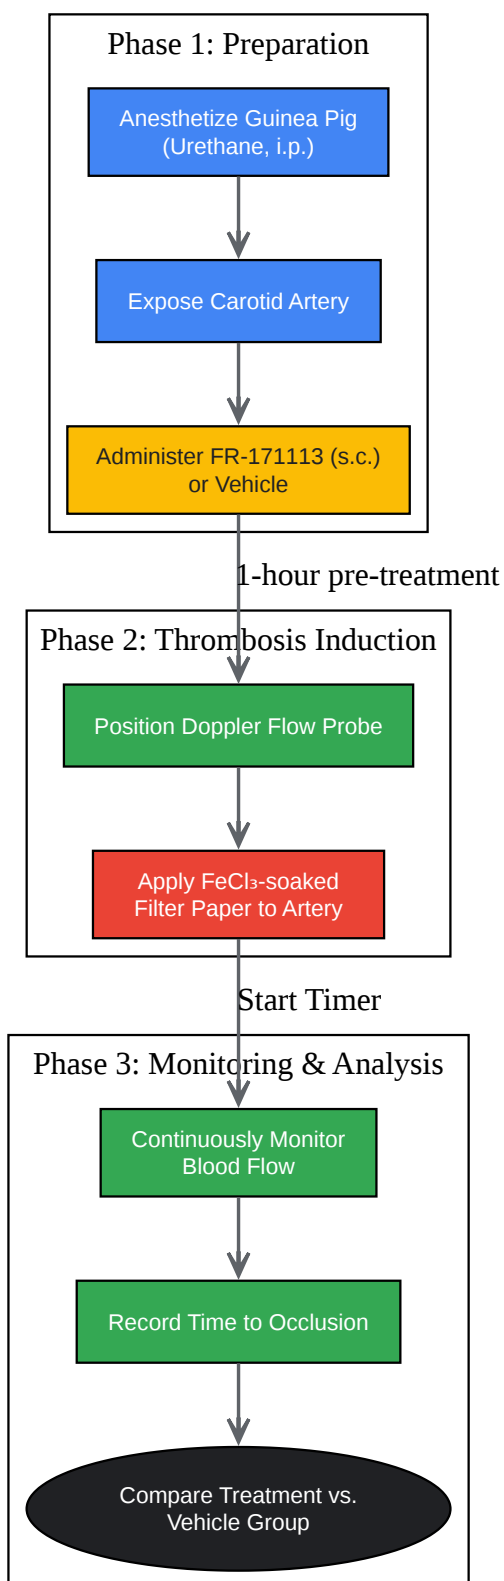 Phase 1: Preparation
Anesthetize Guinea Pig
(Urethane, i.p.)
Expose Carotid Artery
Administer FR-171113 (s.c.)
or Vehicle
1-hour pre-treatment
Phase 2: Thrombosis Induction
Position Doppler Flow Probe
Apply FeCl₃-soaked
Filter Paper to Artery
Start Timer
Phase 3: Monitoring & Analysis
Continuously Monitor
Blood Flow
Record Time to Occlusion
Compare Treatment vs.
Vehicle Group